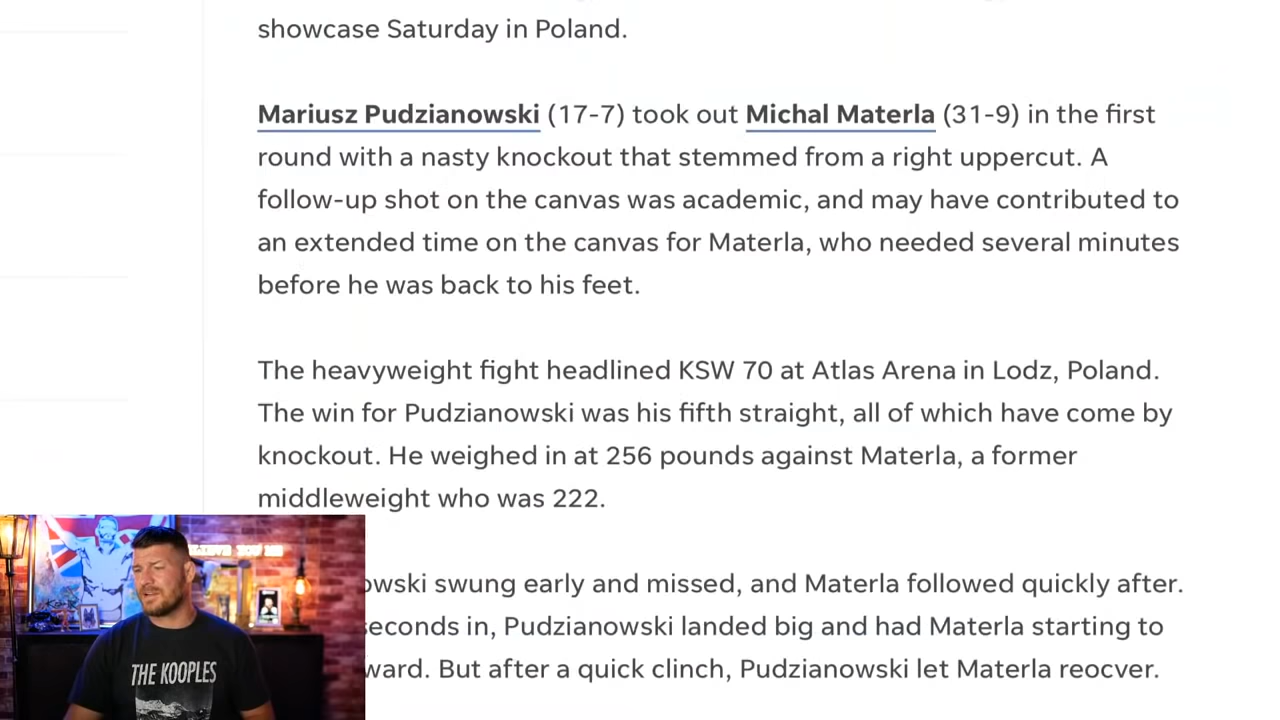 showcase Saturday in Poland.
Mariusz Pudzianowski (17-7) took out Michal Materla (31-9) in the first
round with a nasty knockout that stemmed from a right uppercut. A
follow-up shot on the canvas was academic, and may have contributed to
an extended time on the canvas for Materla, who needed several minutes
before he was back to his feet.
The heavyweight fight headlined KSW 70 at Atlas Arena in Lodz, Poland.
The win for Pudzianowski was his fifth straight, all of which have come by
knockout. He weighed in at 256 pounds against Materla, a former
middleweight who was 222.
owski swung early and missed, and Materla followed quickly after.
seconds in, Pudzianowski landed big and had Materla starting to
ward. But after a quick clinch, Pudzianowski let Materla reocver.
THE KOOPLES